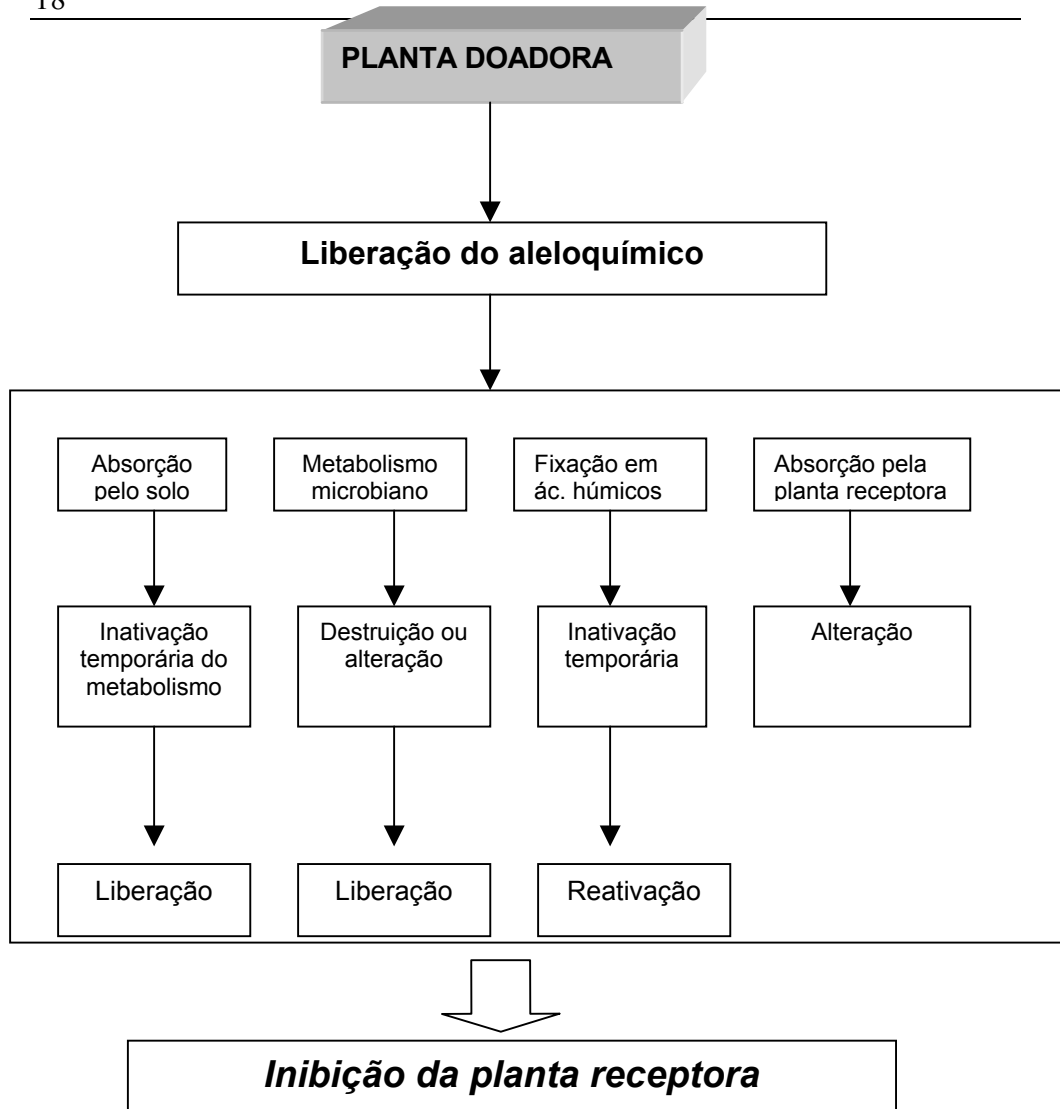 18
PLANTA DOADORA
Liberação do aleloquímico
Absorção
pelo solo
Metabolismo
microbiano
Fixação em
ác. húmicos
Absorção pela
planta receptora
Inativação
temporária do
metabolismo
Destruição ou
alteração
Inativação
temporária
Alteração
Liberação
Liberação
Reativação
Inibição da planta receptora